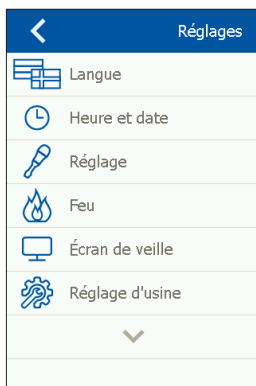 Réglages
Langue
Heure et date
Réglage
Feu
Écran de veille
Réglage d'usine